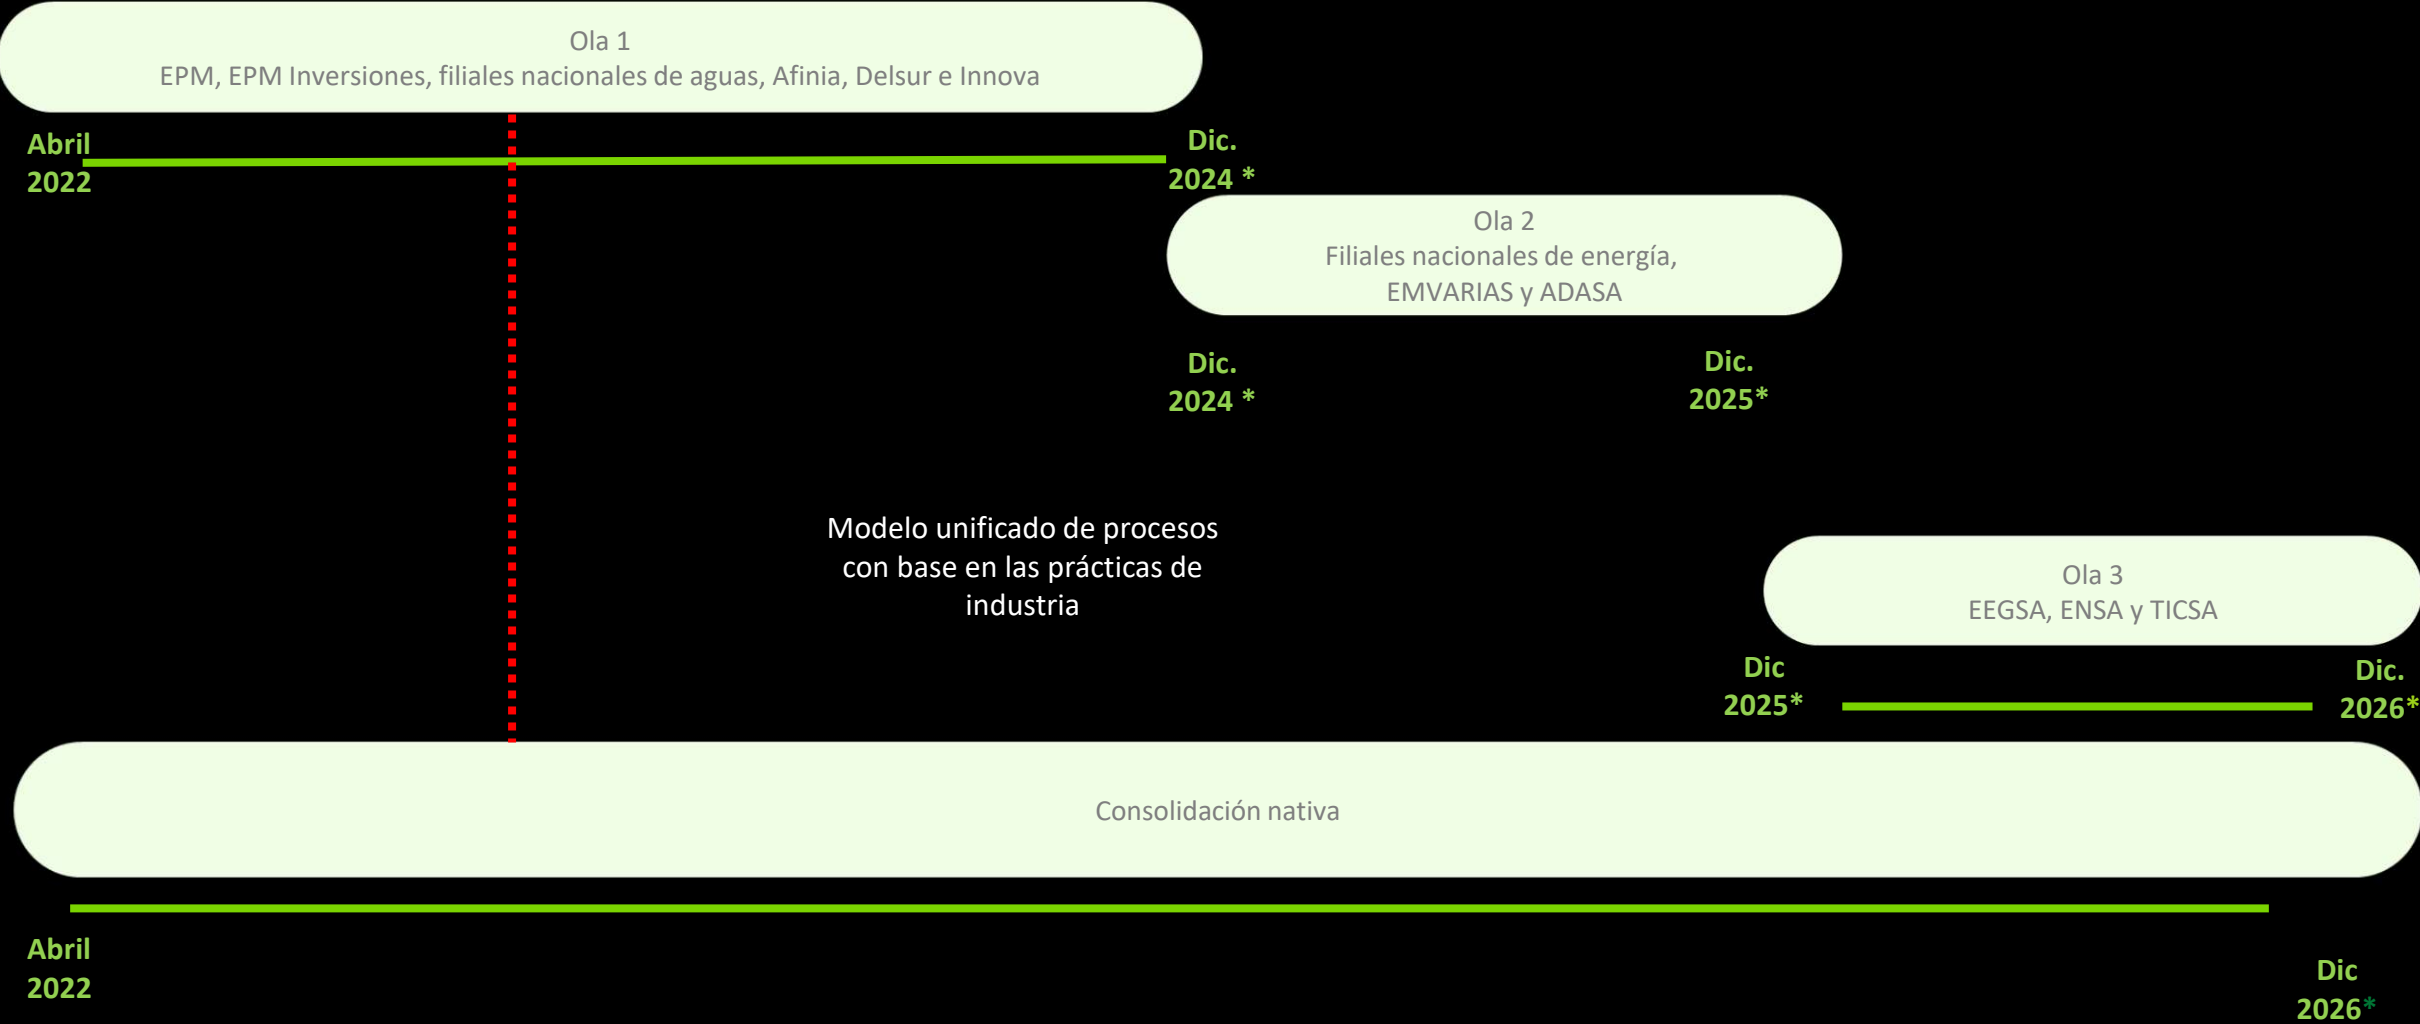 Ola 1
EPM, EPM Inversiones, filiales nacionales de aguas, Afinia, Delsur e Innova
Abril
2022
Dic.
2024 *
Ola 2
Filiales nacionales de energía,
EMVARIAS y ADASA
Dic.
2024 *
Dic.
2025*
Modelo unificado de procesos
con base en las prácticas de
industria
Ola 3
EEGSA, ENSA y TICSA
Dic
2025*
Dic.
2026*
Consolidación nativa
Abril
2022
Dic
2026*